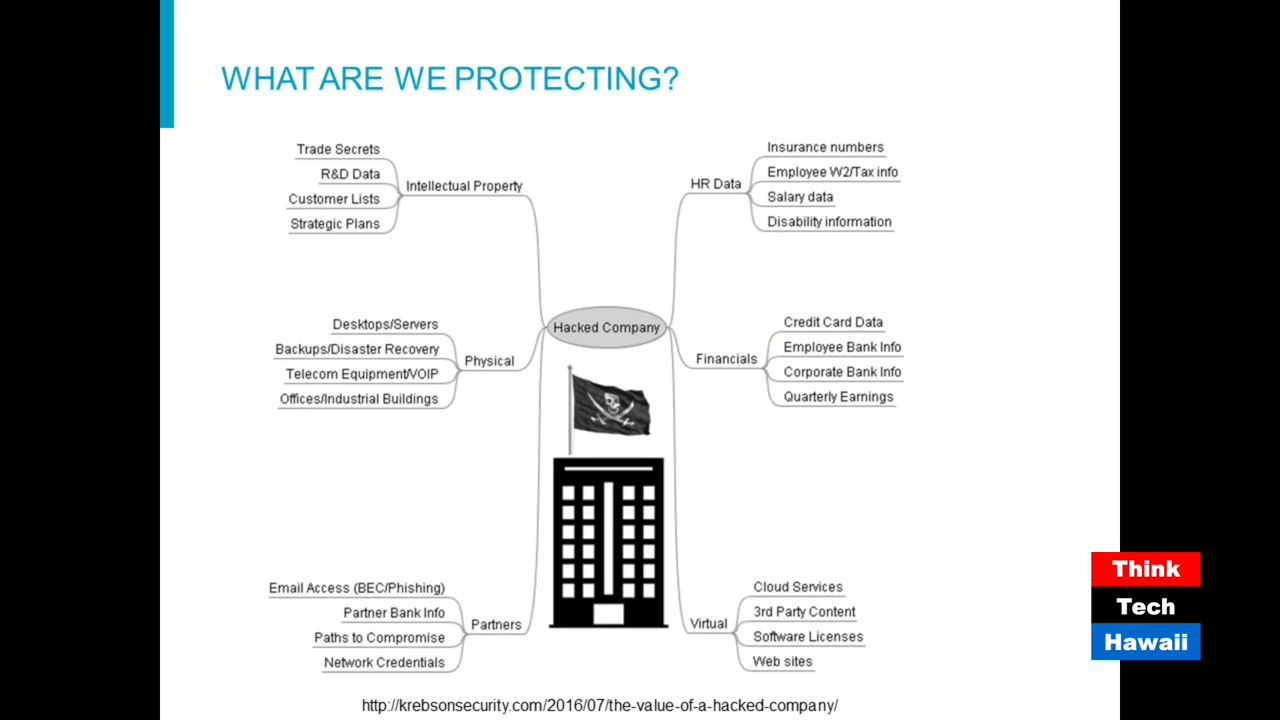 WHAT ARE WE PROTECTING?
Trade Secrets
R&D Data
Customer Lists
Strategic Plans
Intellectual Property
HR Data
Insurance numbers
Employee W2/Tax info
Salary data
Disability information
Hacked Company
Desktops/Servers
Backups/Disaster Recovery
Telecom Equipment/VOIP
Offices/Industrial Buildings
Physical
Financials
Credit Card Data
Employee Bank Info
Corporate Bank Info
Quarterly Earnings
Email Access (BEC/Phishing)
Partner Bank Info
Paths to Compromise
Network Credentials
Partners
Virtual
Cloud Services
3rd Party Content
Software Licenses
Web sites
Think
Tech
Hawaii
http://krebsonsecurity.com/2016/07/the-value-of-a-hacked-company/